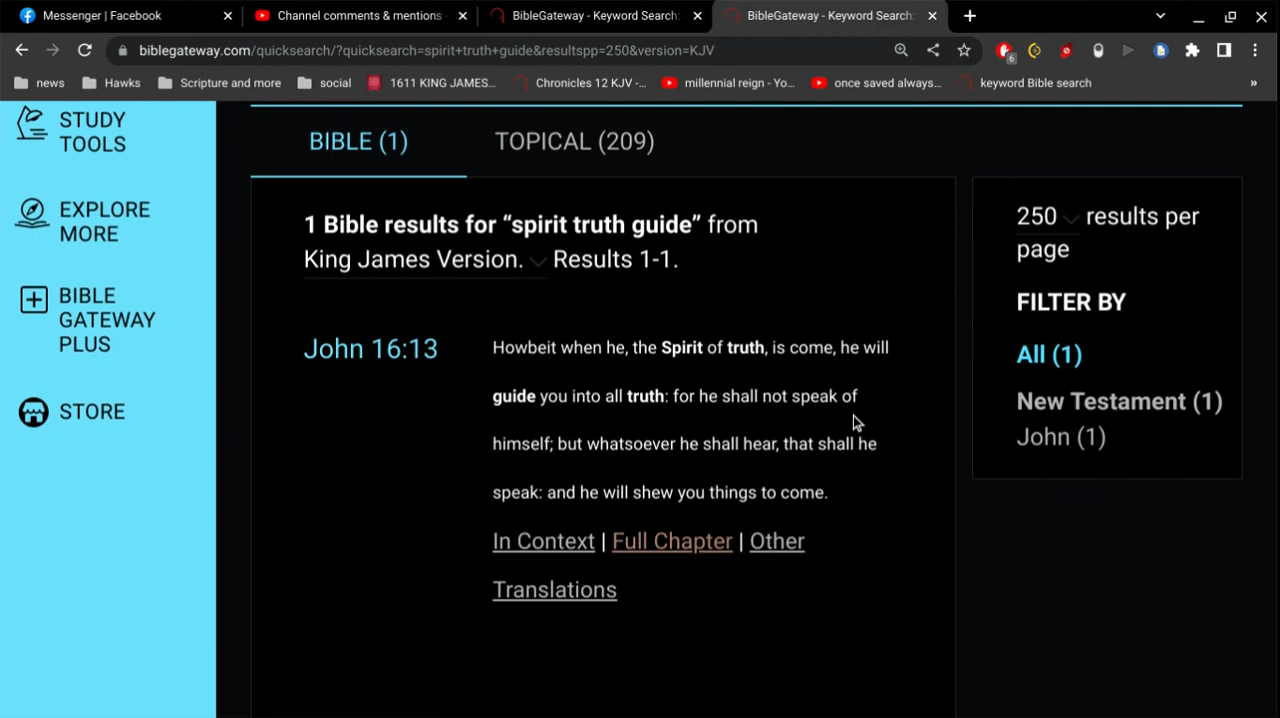 Messenger | Facebook
Channel comments & mentions -
BibleGateway - Keyword Search:
BibleGateway - Keyword Search:
biblegateway.com/quicksearch/?quicksearch=spirit+truth+guide&resultspp=250&version=KJV
6
news
Hawks
Scripture and more
social
1611 KING JAMES...
Chronicles 12 KJV -...
millennial reign - Yo...
once saved always...
keyword Bible search
»
STUDY
TOOLS
EXPLORE
MORE
BIBLE
GATEWAY
PLUS
STORE
BIBLE (1)
TOPICAL (209)
1 Bible results for “spirit truth guide” from
King James Version. Results 1-1.
John 16:13
Howbeit when he, the Spirit of truth, is come, he will
guide you into all truth: for he shall not speak of
himself; but whatsoever he shall hear, that shall he
speak: and he will shew you things to come.
In Context | Full Chapter | Other
Translations
250 results per
page
FILTER BY
All (1)
New Testament (1)
John (1)